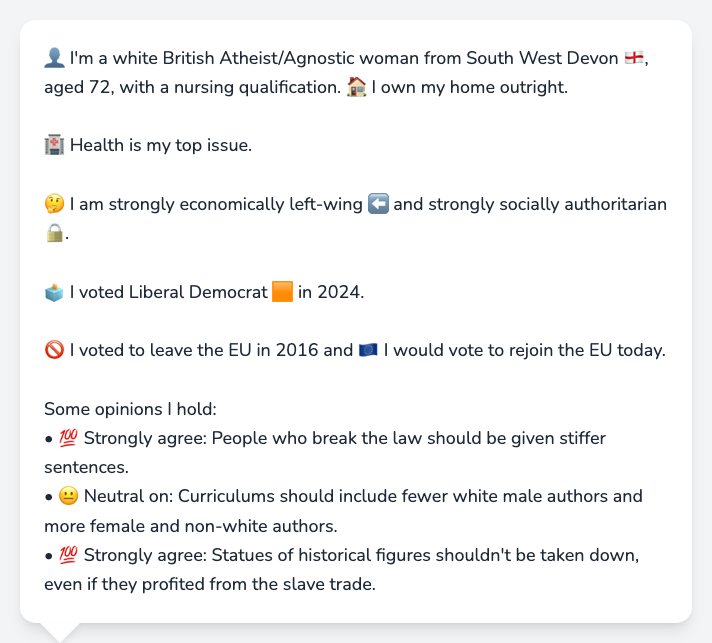 👤 I'm a white British Atheist/Agnostic woman from South West Devon 🏴󠁧󠁢󠁥󠁮󠁧󠁿,
aged 72, with a nursing qualification. 🏠 I own my home outright.
🏥 Health is my top issue.
🤔 I am strongly economically left-wing ⬅️ and strongly socially authoritarian
🔒.
🗳️ I voted Liberal Democrat 🟧 in 2024.
🚫 I voted to leave the EU in 2016 and 🇪🇺 I would vote to rejoin the EU today.
Some opinions I hold:
• 💯 Strongly agree: People who break the law should be given stiffer
sentences.
• 😐 Neutral on: Curriculums should include fewer white male authors and
more female and non-white authors.
• 💯 Strongly agree: Statues of historical figures shouldn't be taken down,
even if they profited from the slave trade.